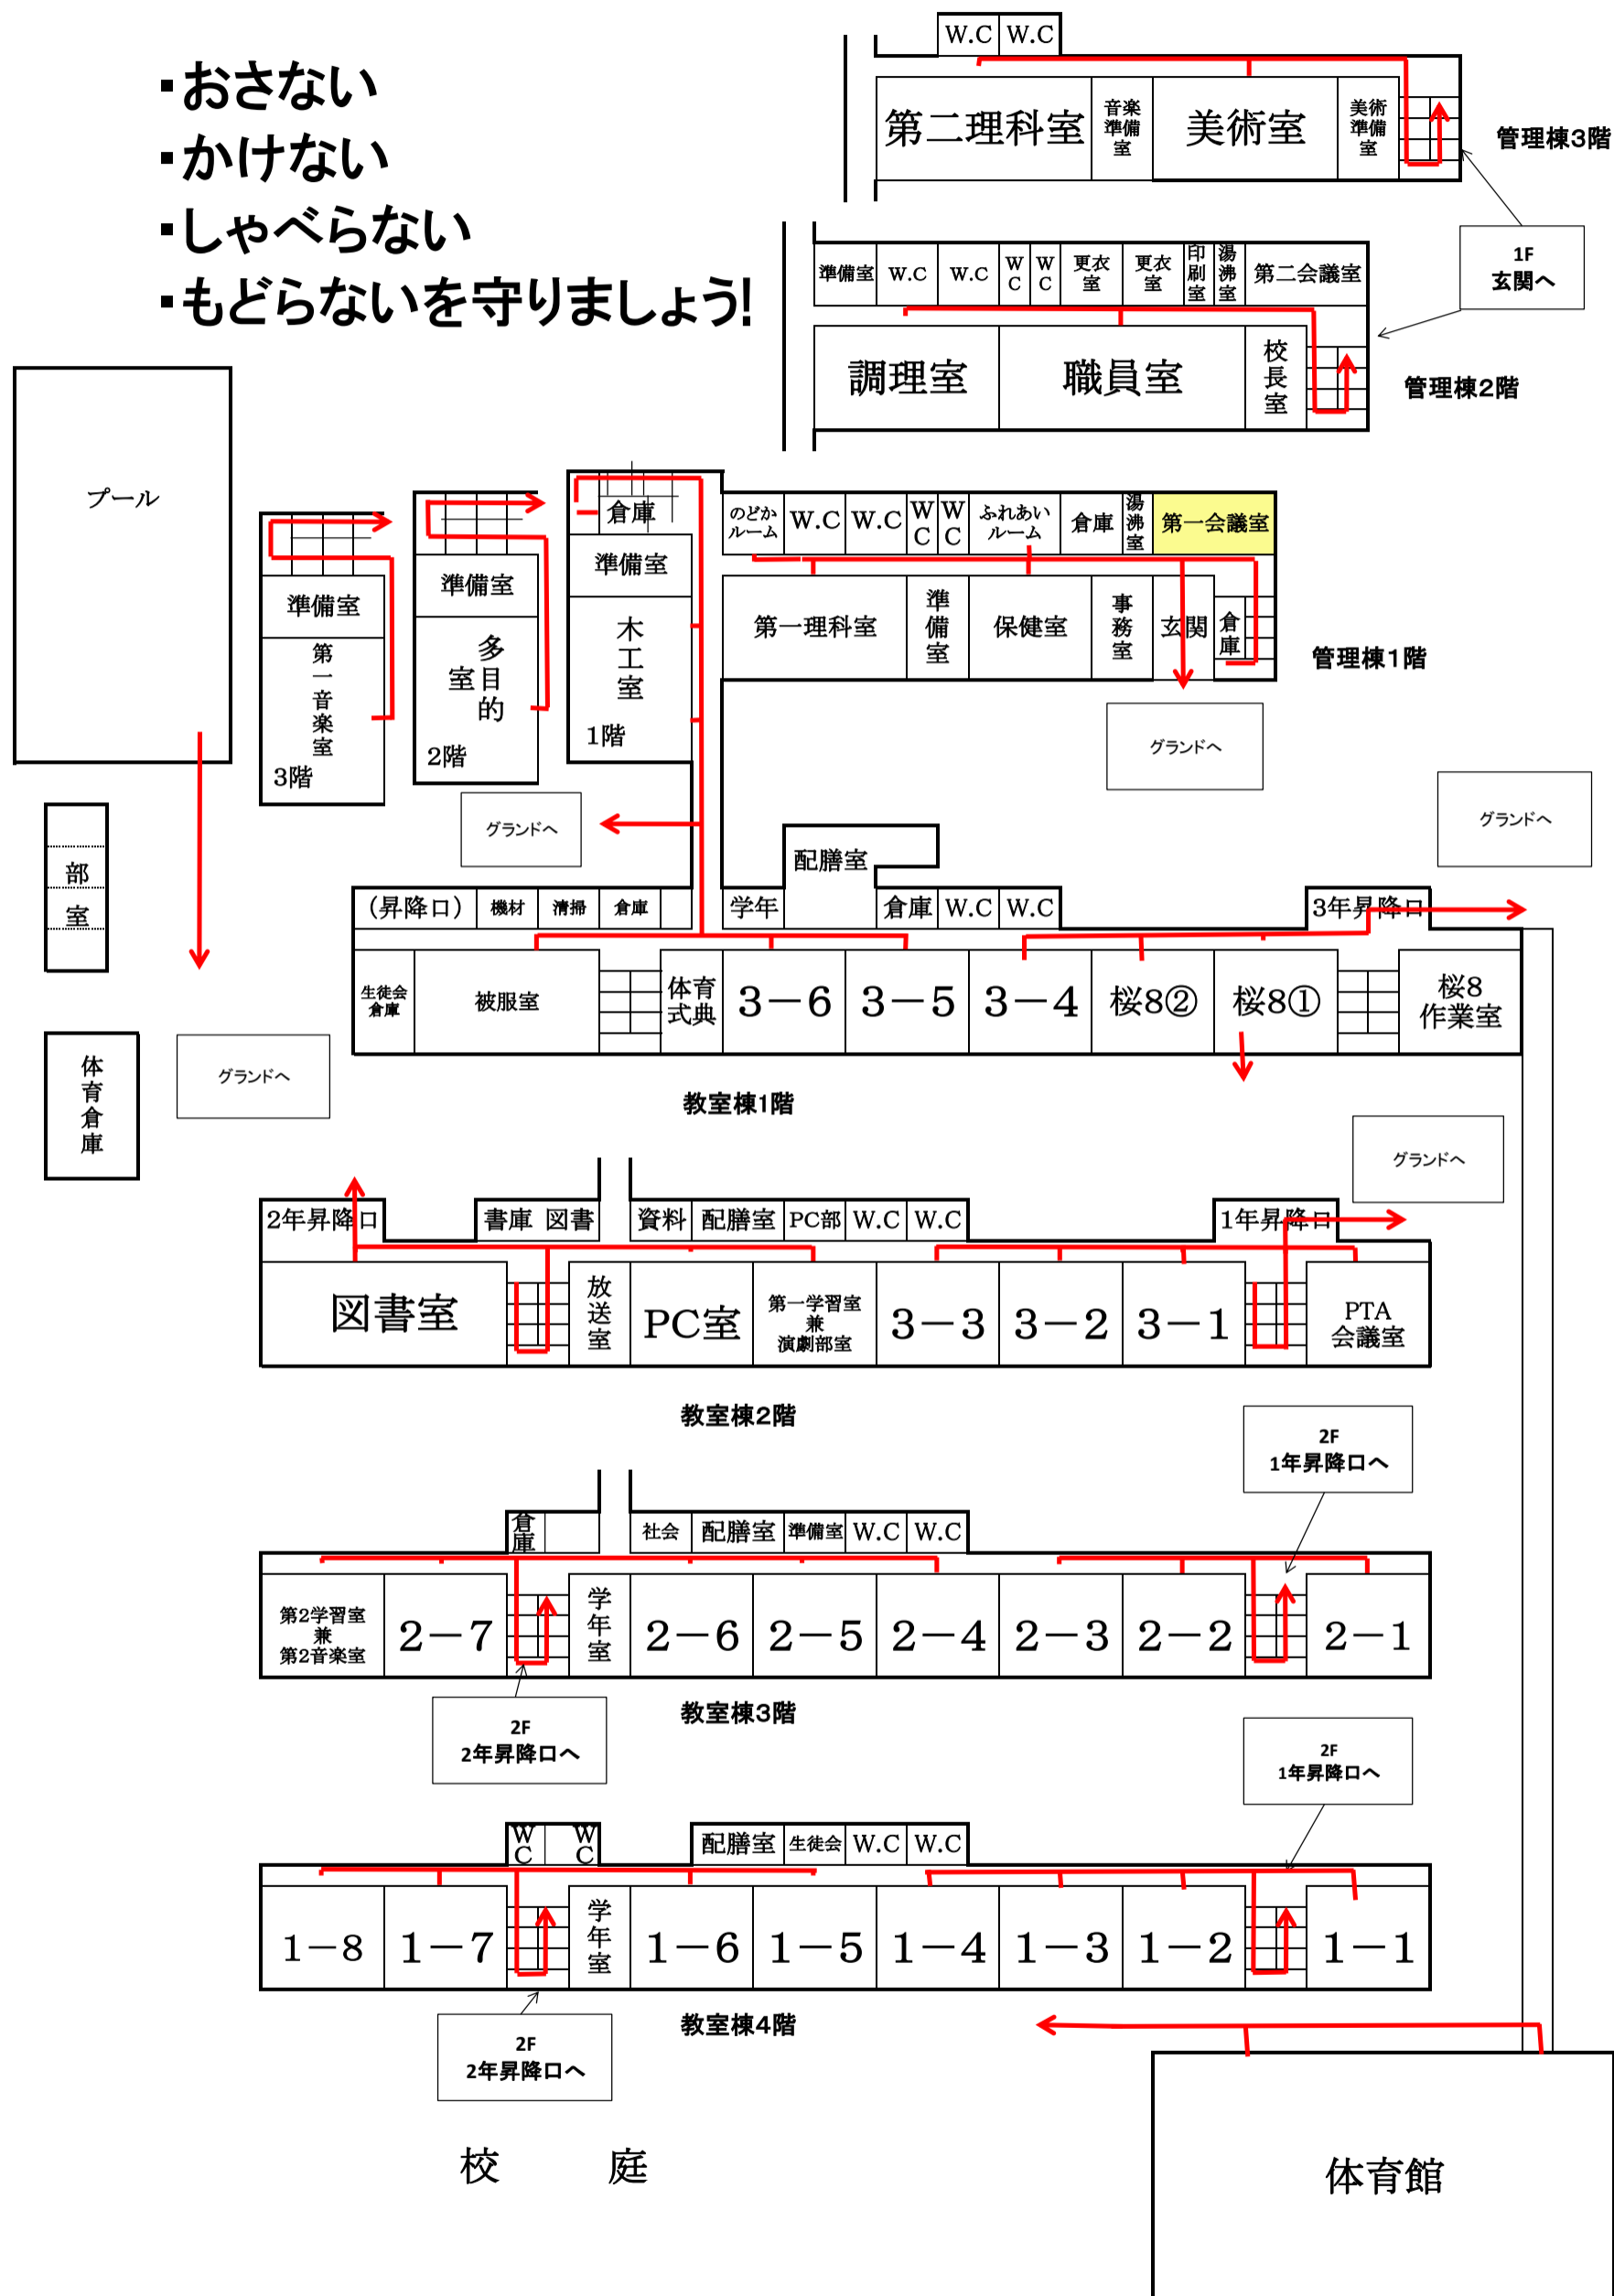 ・おさない
・かけない
・しゃべらない
・もどらないを守りましょう!
W.C W.C
第二理科室
音楽
準備
室
美術室
美術
準備
室
管理棟3階
1F
玄関へ
準備室 W.C W.C
W
C
W
C
更衣
室
更衣
室
印
刷
室
湯
沸
室
第二会議室
調理室
職員室
校
長
室
管理棟2階
プール
準備室
第
一
音
楽
室
3階
準備室
多
目
的
室
2階
倉庫
準備室
木
工
室
1階
のどか
ルーム
W.C W.C
W
C
W
C
ふれあい
ルーム
倉庫
湯
沸
室
第一会議室
第一理科室
準
備
室
保健室
事
務
室
玄関
倉
庫
管理棟1階
グランドへ
グランドへ
グランドへ
部
室
体
育
倉
庫
グランドへ
配膳室
(昇降口) 機材 清掃 倉庫
学年
倉庫 W.C W.C
3年昇降口
生徒会
倉庫
被服室
体育
式典
3-6 3-5 3-4 桜8② 桜8①
桜8
作業室
教室棟1階
グランドへ
2年昇降口 書庫 図書 資料 配膳室 PC部 W.C W.C 1年昇降口
図書室
放
送
室
PC室
第一学習室
兼
演劇部室
3-3 3-2 3-1
PTA
会議室
教室棟2階
2F
1年昇降口へ
倉
庫
社会 配膳室 準備室 W.C W.C
第2学習室
兼
第2音楽室
2-7
学
年
室
2-6 2-5 2-4 2-3 2-2 2-1
教室棟3階
2F
2年昇降口へ
2F
1年昇降口へ
W
C
W
C
配膳室 生徒会 W.C W.C
1-8 1-7
学
年
室
1-6 1-5 1-4 1-3 1-2 1-1
教室棟4階
2F
2年昇降口へ
校 庭
体育館